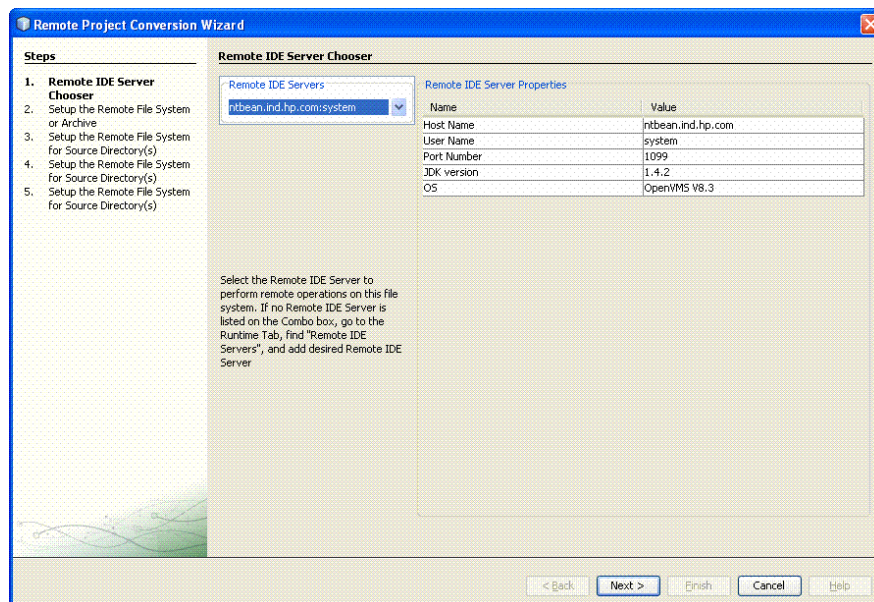 Remote Project Conversion Wizard
Steps
1. Remote IDE Server
Chooser
2. Setup the Remote File System
or Archive
3. Setup the Remote File System
for Source Directory(s)
4. Setup the Remote File System
for Source Directory(s)
5. Setup the Remote File System
for Source Directory(s)
Remote IDE Server Chooser
Remote IDE Servers
ntbean.ind.hp.com:system
Select the Remote IDE Server to
perform remote operations on this file
system. If no Remote IDE Server is
listed on the Combo box, go to the
Runtime Tab, find "Remote IDE
Servers", and add desired Remote IDE
Server
Remote IDE Server Properties
Name Value
Host Name ntbean.ind.hp.com
User Name system
Port Number 1099
JDK version 1.4.2
OS OpenVMS V8.3
< Back Next > Finish Cancel Help